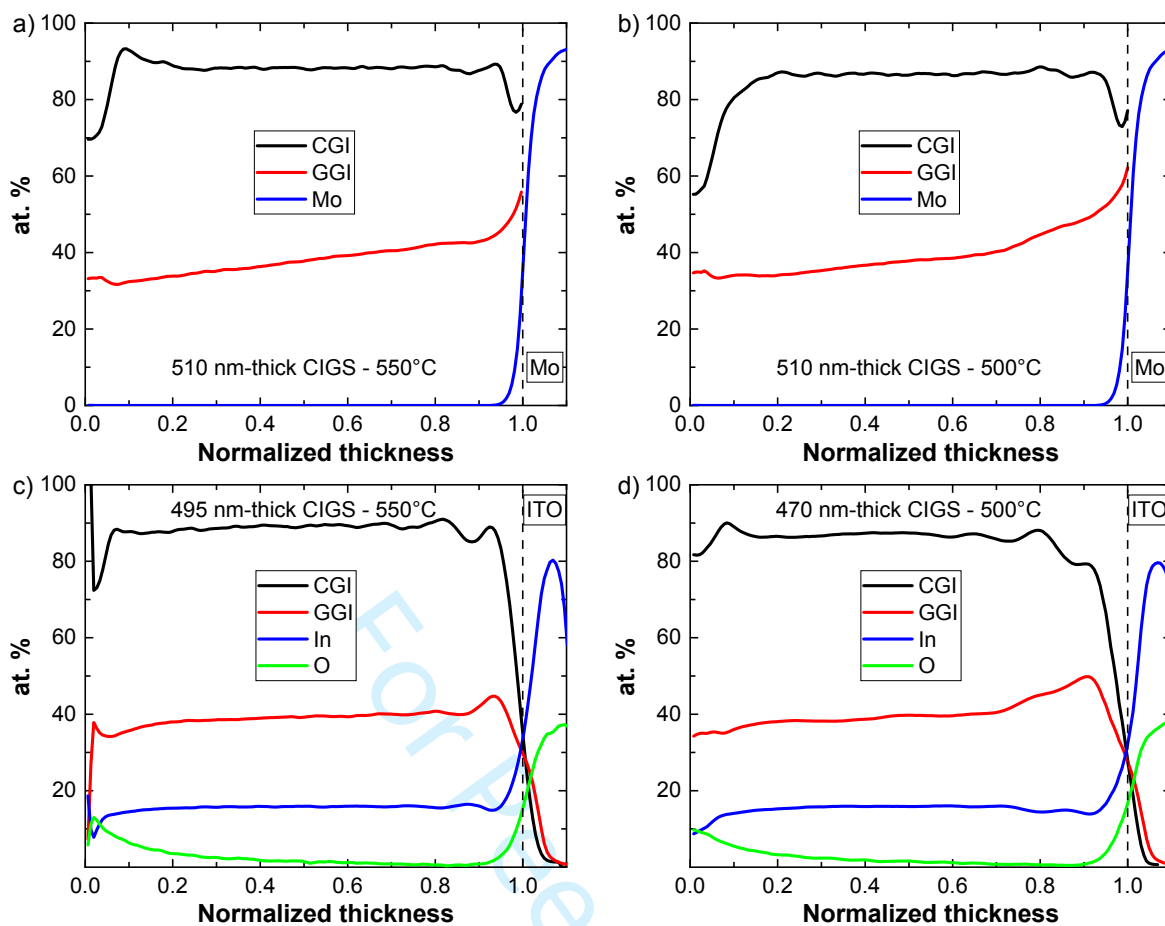 a)
100
80
60
40
20
0
at. %
CGI
GGI
Mo
510 nm-thick CIGS - 550°C
Mo
0.0 0.2 0.4 0.6 0.8 1.0
Normalized thickness
b)
100
80
60
40
20
0
at. %
CGI
GGI
Mo
510 nm-thick CIGS - 500°C
Mo
0.0 0.2 0.4 0.6 0.8 1.0
Normalized thickness
c)
100
80
60
40
20
at. %
495 nm-thick CIGS - 550°C
ITO
CGI
GGI
In
O
0.0 0.2 0.4 0.6 0.8 1.0
Normalized thickness
d)
100
80
60
40
20
at. %
470 nm-thick CIGS - 500°C
ITO
CGI
GGI
In
O
0.0 0.2 0.4 0.6 0.8 1.0
Normalized thickness
For Pee